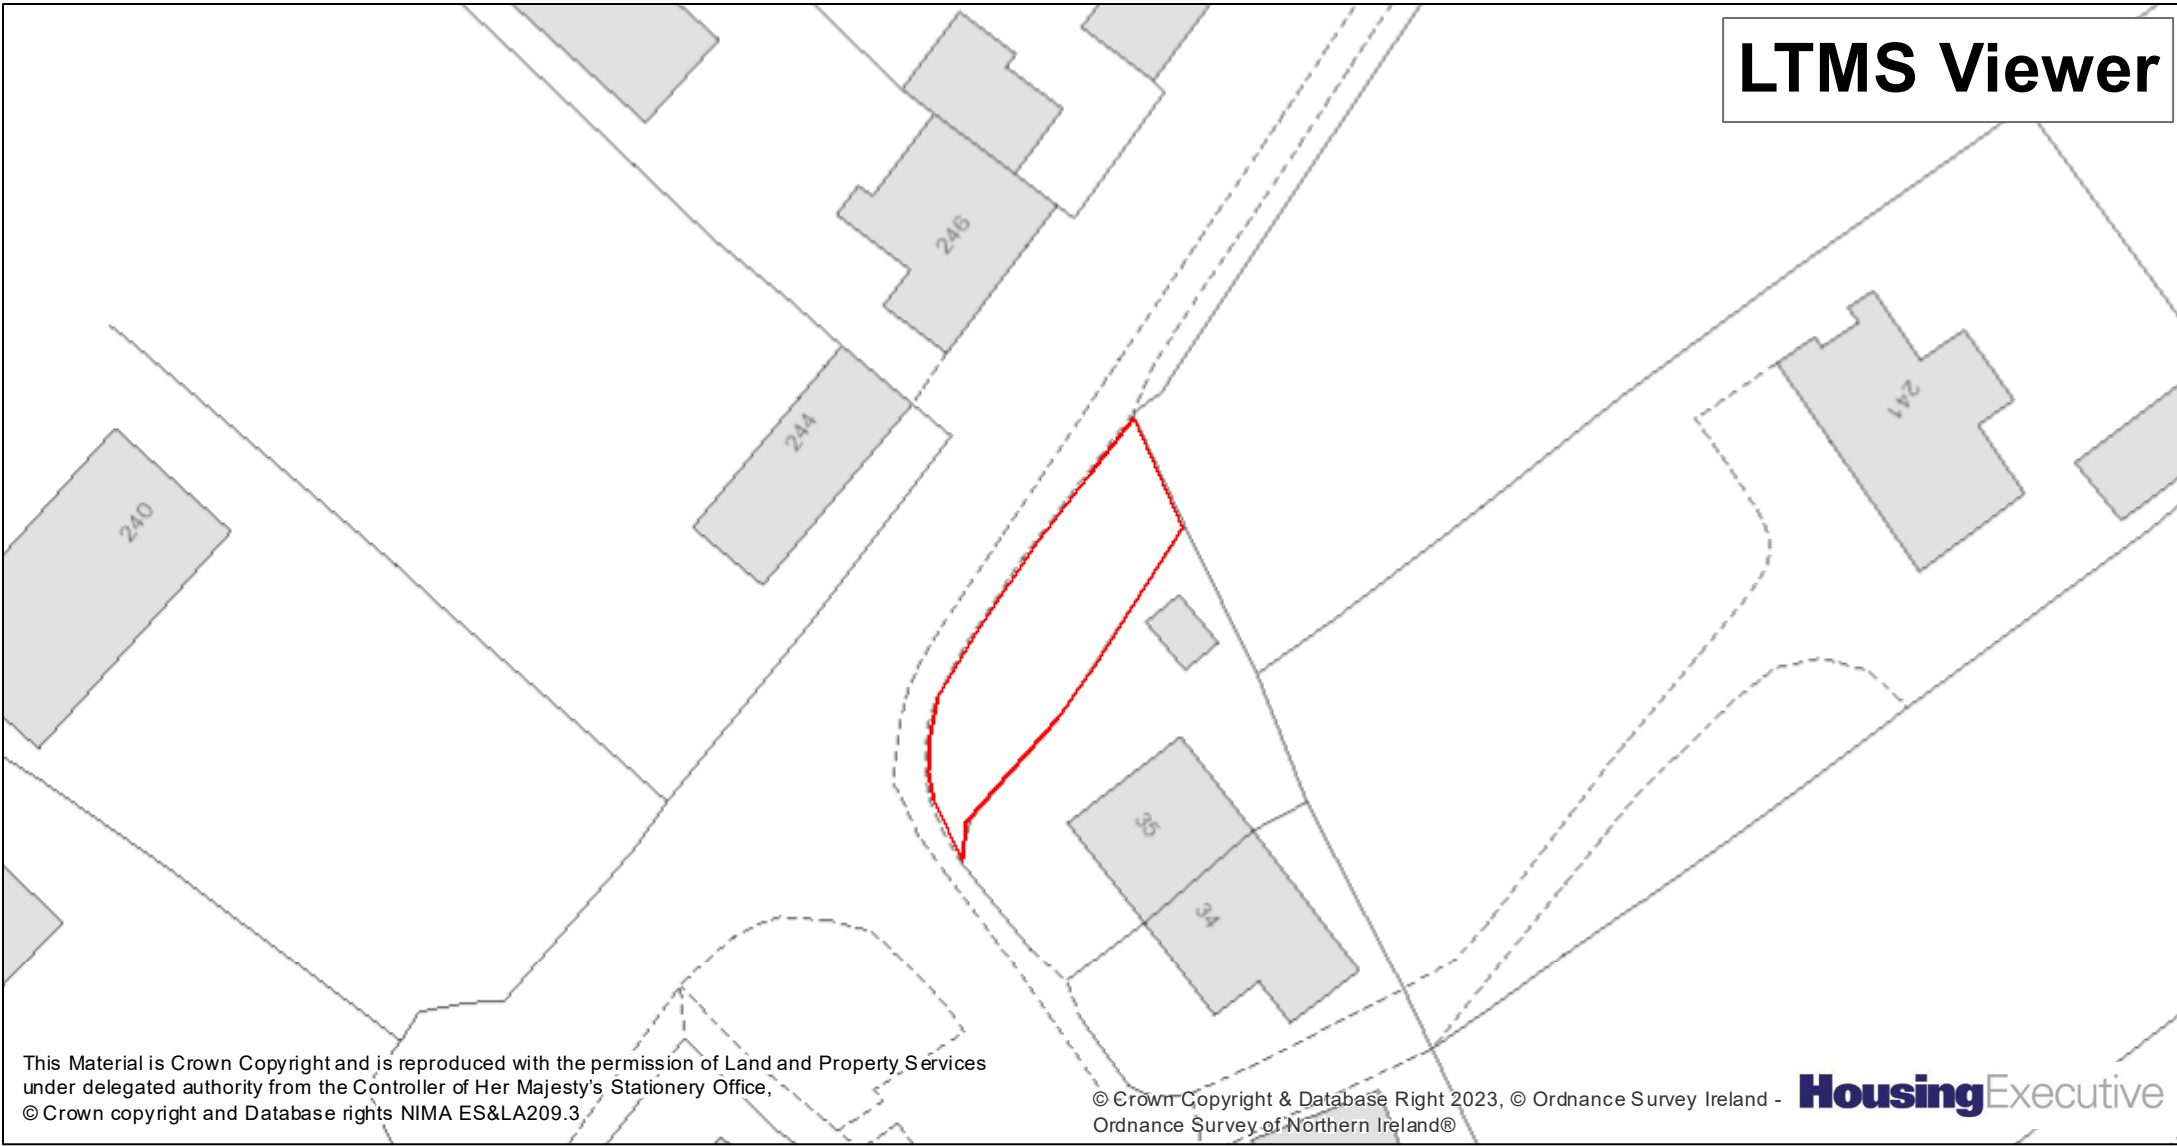 LTMS Viewer
246
244
241
240
35
34
This Material is Crown Copyright and is reproduced with the permission of Land and Property Services
under delegated authority from the Controller of Her Majesty's Stationery Office,
© Crown copyright and Database rights NIMA ES&LA209.3
© Crown Copyright & Database Right 2023, © Ordnance Survey Ireland -
Ordnance Survey of Northern Ireland®
HousingExecutive